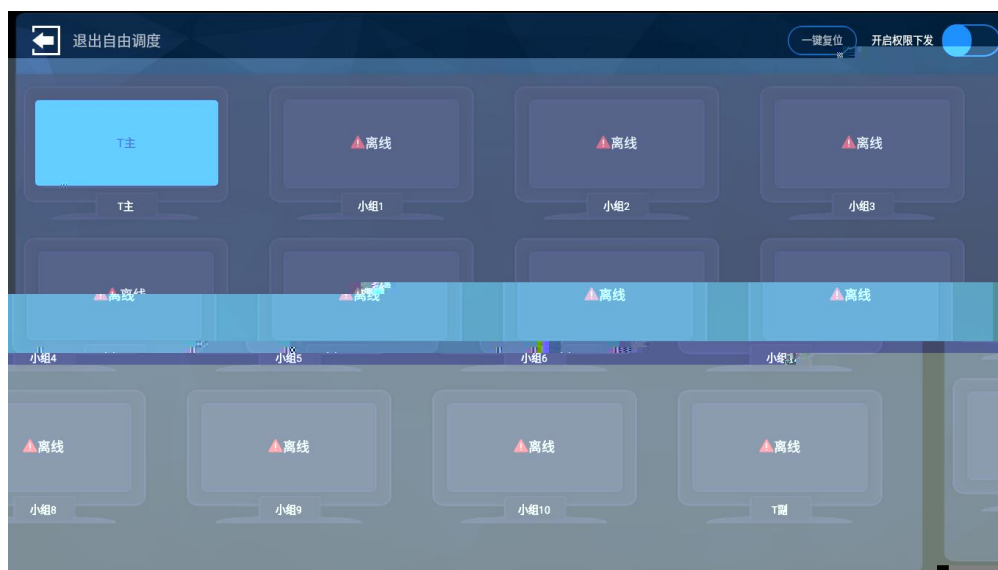 退出自由调度
一键复位 开启权限下发
T主
离线
离线
离线
T主
小组1
小组2
小组3
离线
离线
离线
离线
小组4
小组5
小组6
离线
离线
离线
离线
小组8
小组9
小组10
T副